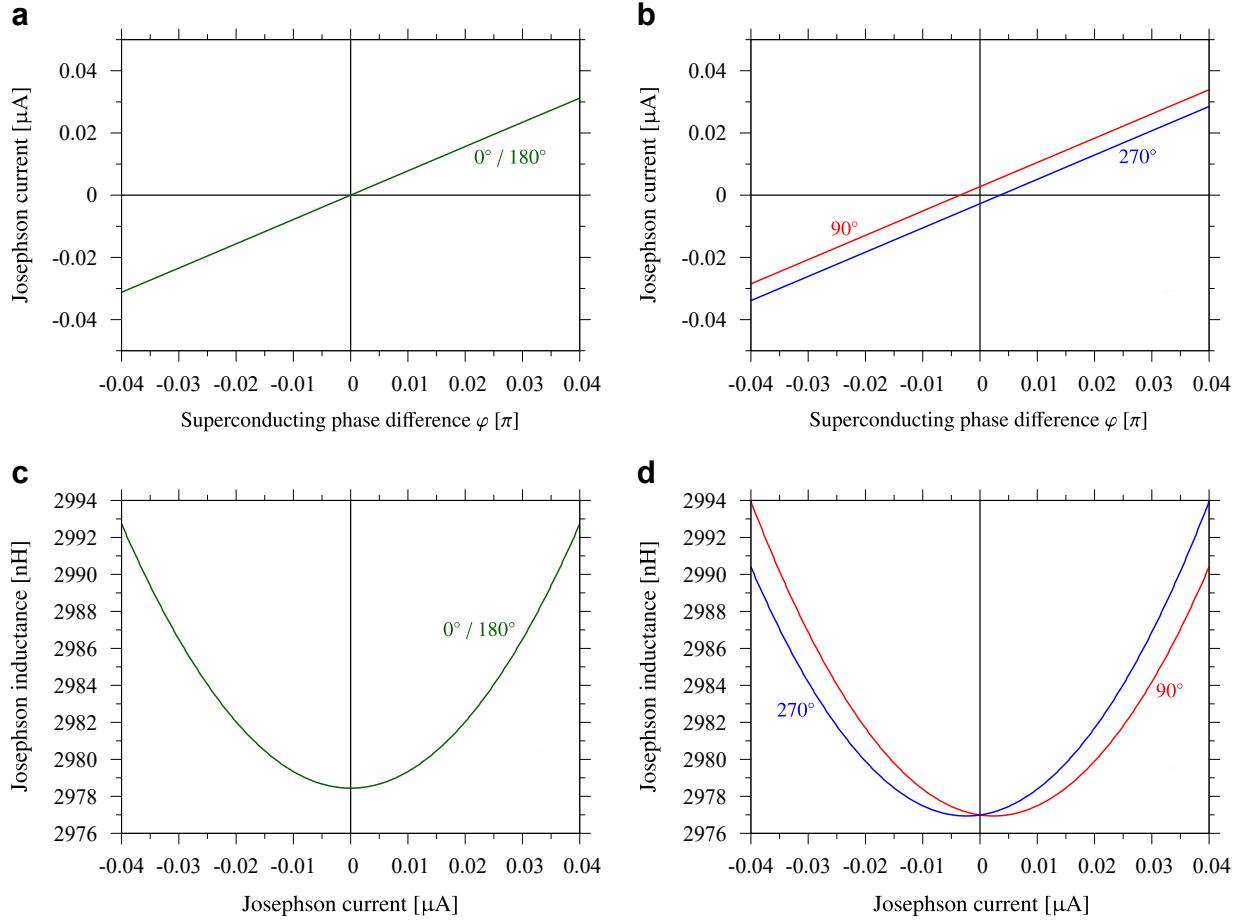 a
0.04
0.02
0
-0.02
-0.04
Josephson current [μA]
0° / 180°
-0.04 -0.03 -0.02 -0.01 0 0.01 0.02 0.03 0.04
Superconducting phase difference φ [π]
b
0.04
0.02
0
-0.02
-0.04
Josephson current [μA]
90°
270°
-0.04 -0.03 -0.02 -0.01 0 0.01 0.02 0.03 0.04
Superconducting phase difference φ [π]
c
2994
2992
2990
2988
2986
2984
2982
2980
2978
2976
Josephson inductance [nH]
0° / 180°
-0.04 -0.03 -0.02 -0.01 0 0.01 0.02 0.03 0.04
Josephson current [μA]
d
2994
2992
2990
2988
2986
2984
2982
2980
2978
2976
Josephson inductance [nH]
270°
90°
-0.04 -0.03 -0.02 -0.01 0 0.01 0.02 0.03 0.04
Josephson current [μA]